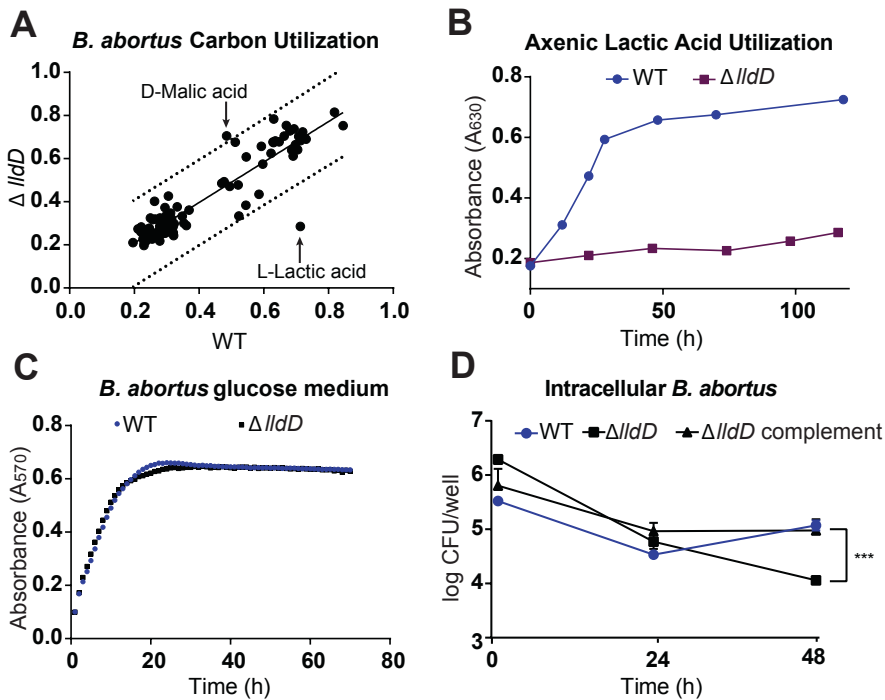 A
B. abortus Carbon Utilization
1.0
0.8
0.6
0.4
0.2
0.0
Δ lldD
D-Malic acid
L-Lactic acid
0.0 0.2 0.4 0.6 0.8 1.0
WT
B
Axenic Lactic Acid Utilization
WT ΔlldD
0.8
0.6
0.4
0.2
Absorbance (A630)
0 50 100
Time (h)
C
B. abortus glucose medium
WT ΔlldD
0.8
0.6
0.4
0.2
0.0
Absorbance (A570)
0 20 40 60 80
Time (h)
D
Intracellular B. abortus
WT ΔlldD ΔlldD complement
7
6
5
4
3
log CFU/well
***
0 24 48
Time (h)